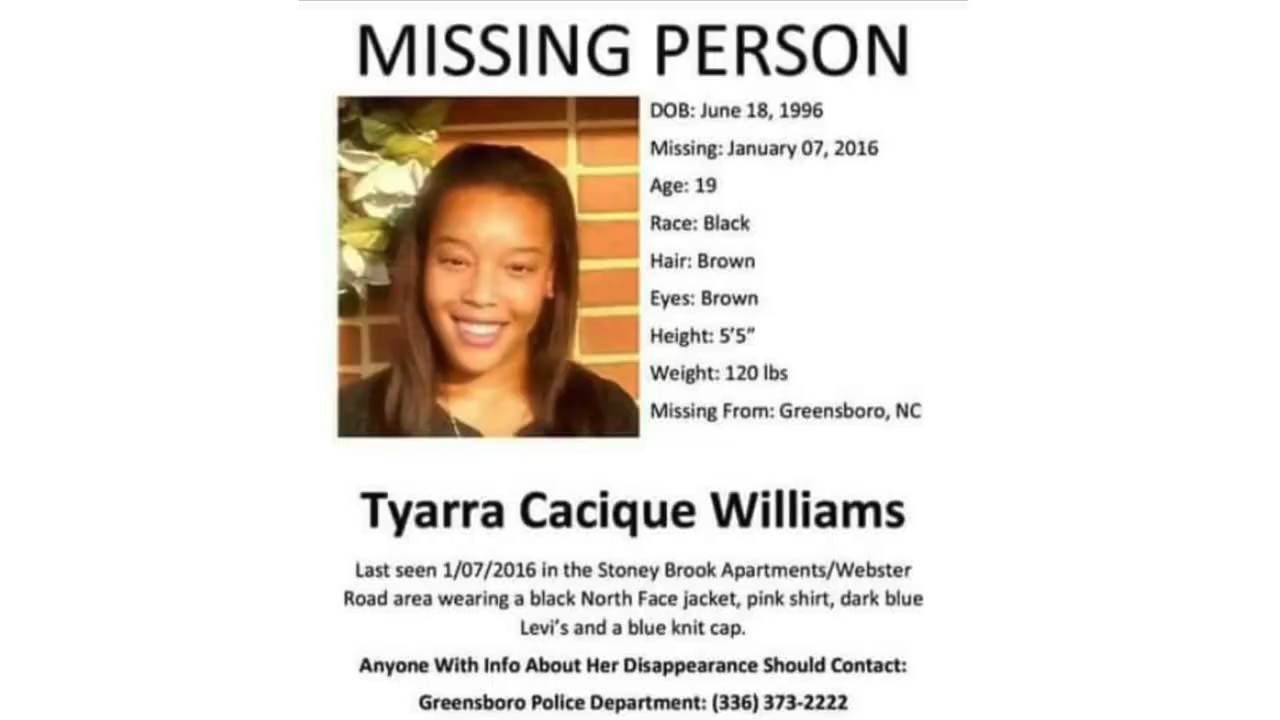 MISSING PERSON
DOB: June 18, 1996
Missing: January 07, 2016
Age: 19
Race: Black
Hair: Brown
Eyes: Brown
Height: 5’5”
Weight: 120 lbs
Missing From: Greensboro, NC
Tyarra Cacique Williams
Last seen 1/07/2016 in the Stoney Brook Apartments/Webster
Road area wearing a black North Face jacket, pink shirt, dark blue
Levi’s and a blue knit cap.
Anyone With Info About Her Disappearance Should Contact:
Greensboro Police Department: (336) 373-2222